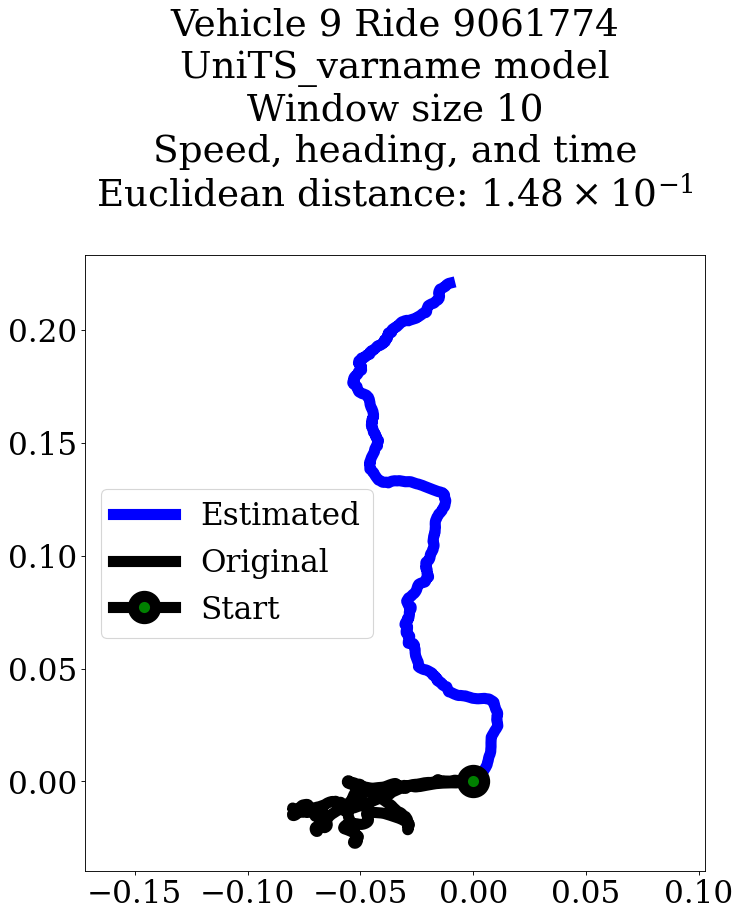 Vehicle 9 Ride 9061774
UniTS_varname model
Window size 10
Speed, heading, and time
Euclidean distance: 1.48 × 10⁻¹
0.20
0.15
0.10
0.05
0.00
Estimated
Original
Start
−0.15 −0.10 −0.05 0.00 0.05 0.10